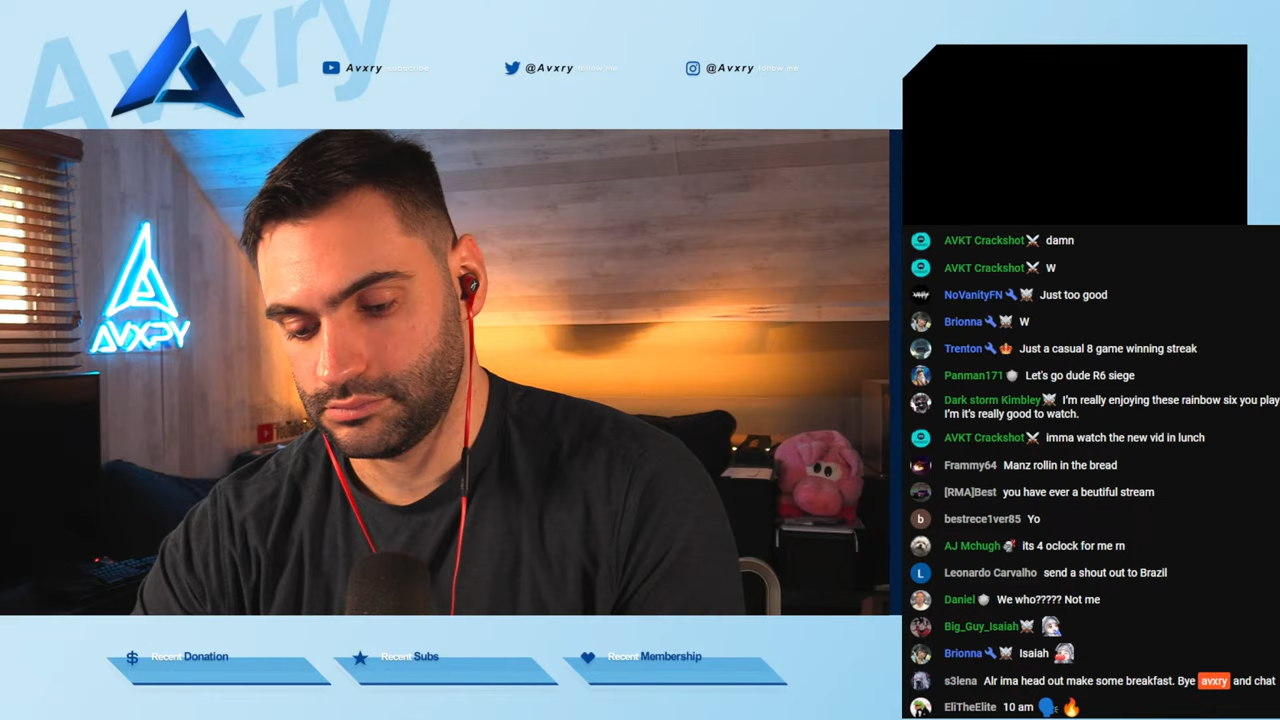 Avxry
Avxry subscribe
@Avxry follow me
@Avxry follow me
AVXRY
AVKT Crackshot damn
AVKT Crackshot W
NoVanityFN Just too good
Brionna W
Trenton Just a casual 8 game winning streak
Panman171 Let's go dude R6 siege
Dark storm Kimbley I'm really enjoying these rainbow six you play
I'm it's really good to watch.
AVKT Crackshot imma watch the new vid in lunch
Frammy64 Manz rollin in the bread
[RMA]Best you have ever a beutiful stream
b bestrece1ver85 Yo
AJ Mchugh its 4 oclock for me rn
L Leonardo Carvalho send a shout out to Brazil
Daniel We who????? Not me
Big_Guy_Isaiah
Brionna Isaiah
s3lena Alr ima head out make some breakfast. Bye avxry and chat
EliTheElite 10 am
Recent Donation
Recent Subs
Recent Membership